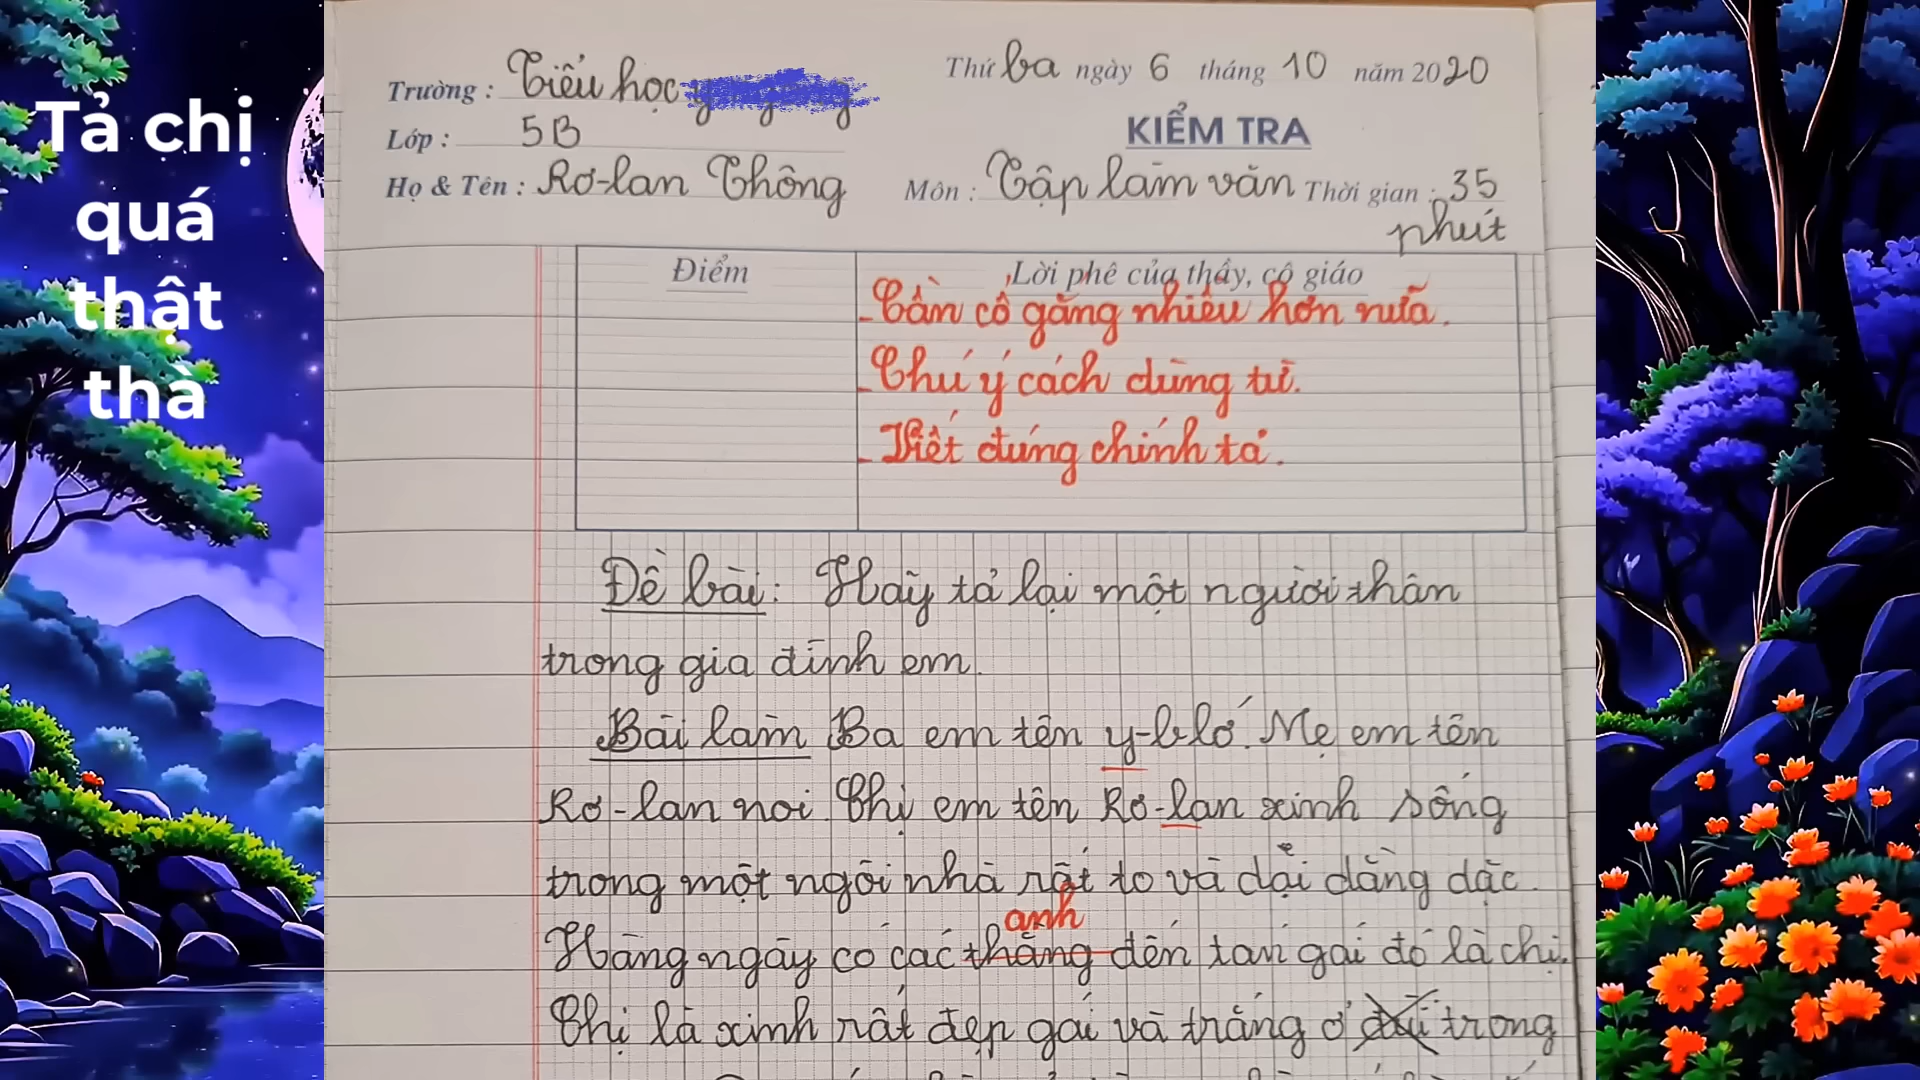 Tả chị
quá
thật
thà
Trường : Tiểu học
Lớp : 5B
Họ & Tên : Rơ-lan Thông
Thứ ba ngày 6 tháng 10 năm 2020
KIỂM TRA
Môn : Tập làm văn Thời gian : 35
phút
Điểm
Lời phê của thầy, cô giáo
- Cần cố gắng nhiều hơn nữa.
- Chú ý cách dùng từ.
- Viết đúng chính tả.
Đề bài: Hãy tả lại một người thân
trong gia đình em.
Bài làm Ba em tên y-blớ. Mẹ em tên
Rơ-lan nơi. Chị em tên Rơ-lan xinh sống
trong một ngôi nhà rất to và dài dằng dặc.
anh
Hàng ngày có các thằng đến tán gái đó là chị.
Chị là xinh rất đẹp gái và trắng ở trong